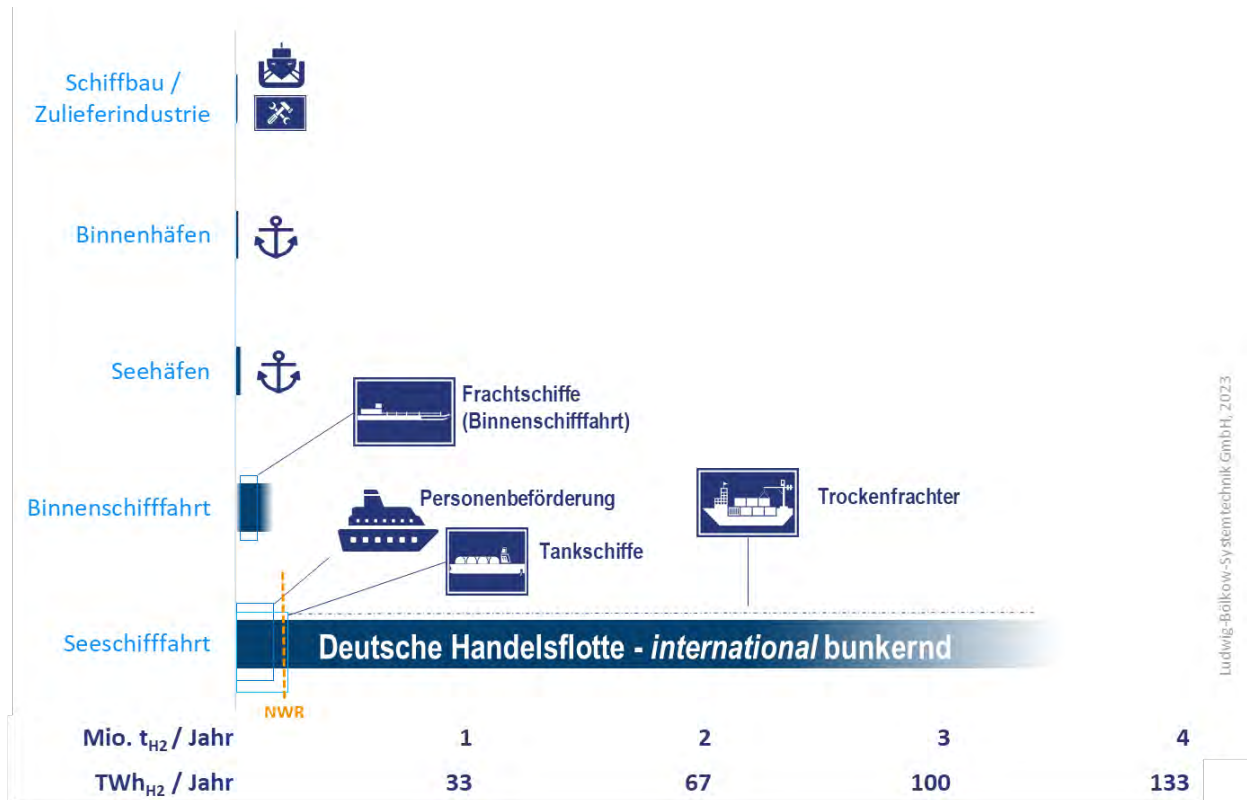 Schiffbau /
Zulieferindustrie
Binnenhäfen
Seehäfen
Frachtschiffe
(Binnenschifffahrt)
Binnenschifffahrt
Personenbeförderung
Trockenfrachter
Tankschiffe
Seeschifffahrt
Deutsche Handelsflotte - international bunkernd
NWR
Mio. tH2 / Jahr 1 2 3 4
TWhH2 / Jahr 33 67 100 133
Ludwig-Bölkow-Systemtechnik GmbH, 2023